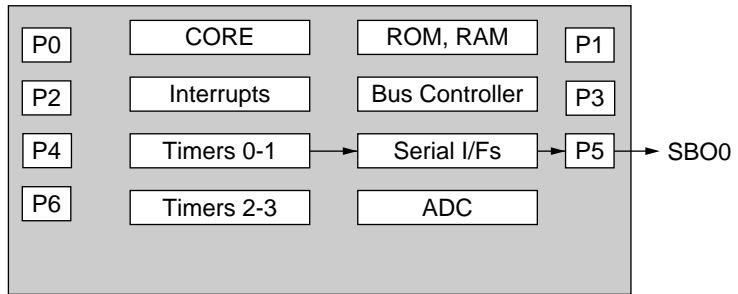 P0 CORE ROM, RAM P1
P2 Interrupts Bus Controller P3
P4 Timers 0-1 Serial I/Fs P5 SBO0
P6 Timers 2-3 ADC